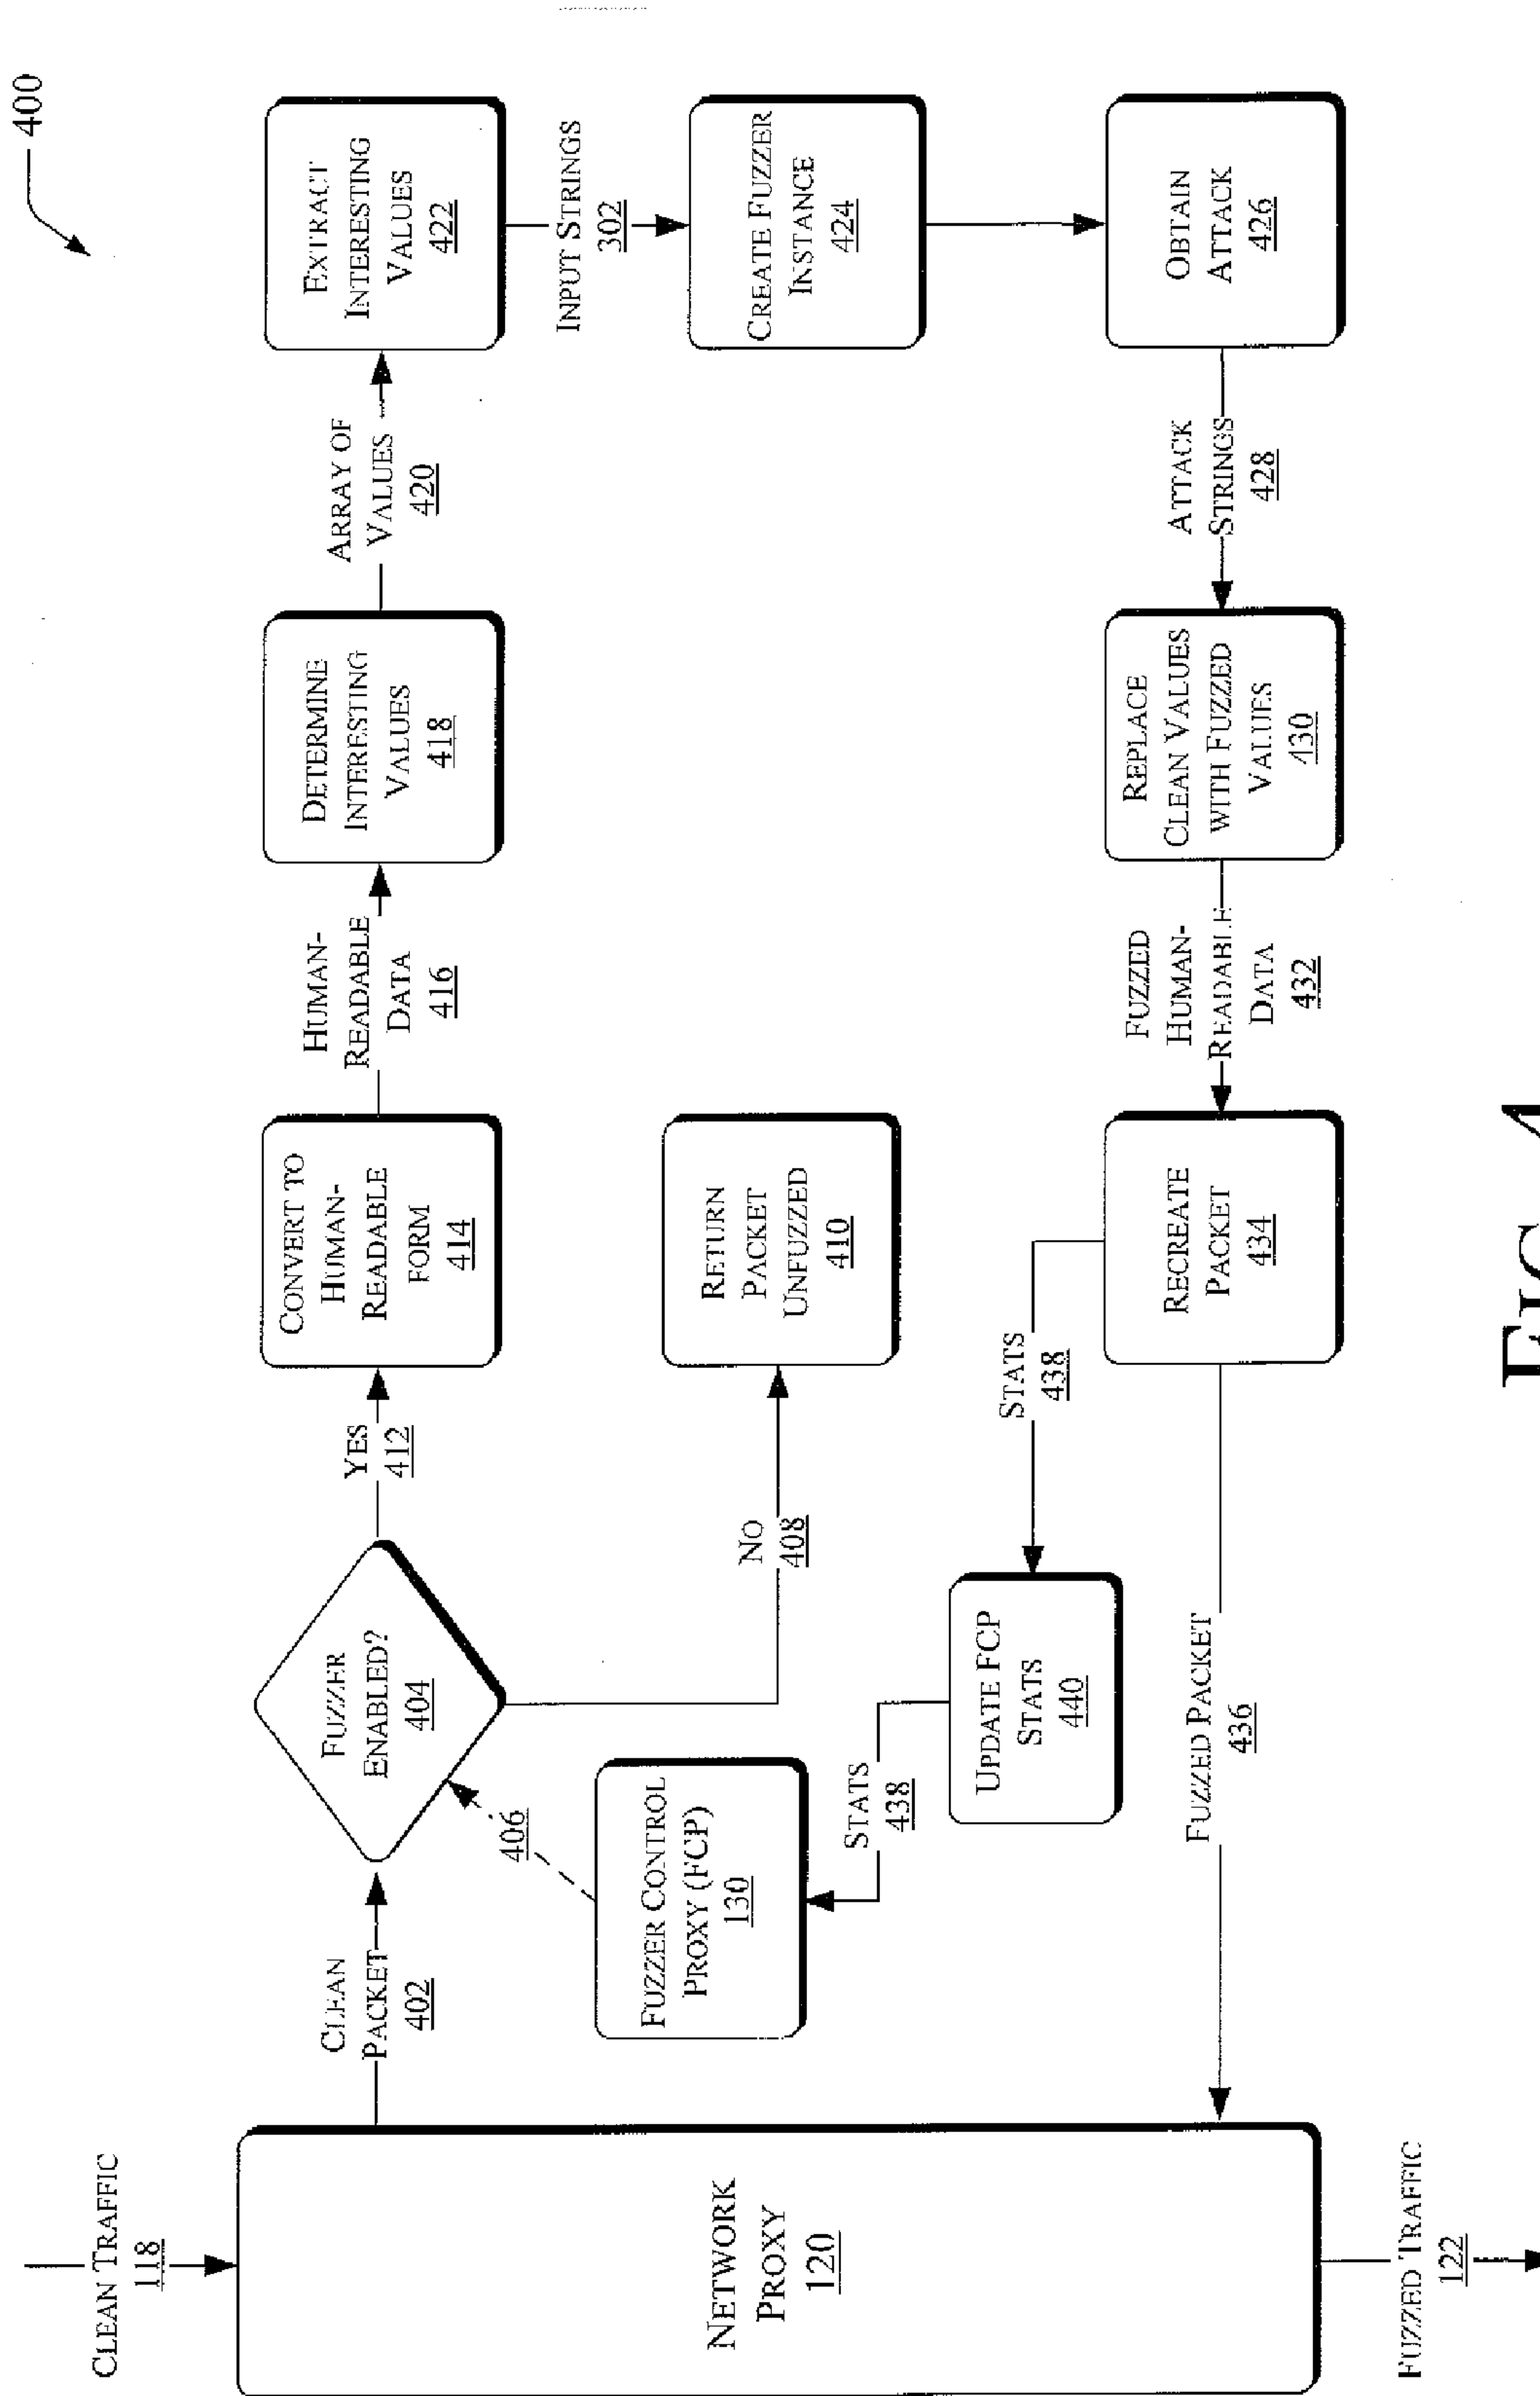 400
CLEAN TRAFFIC
118
NETWORK
PROXY
120
FUZZED TRAFFIC
122
CLEAN
PACKET
402
FUZZER
ENABLED?
404
406
FUZZER CONTROL
PROXY (FCP)
130
YES
412
NO
408
RETURN
PACKET
UNFUZZED
410
CONVERT TO
HUMAN-
READABLE
FORM
414
HUMAN-
READABLE
DATA
416
DETERMINE
INTERESTING
VALUES
418
ARRAY OF
VALUES
420
EXTRACT
INTERESTING
VALUES
422
INPUT STRINGS
302
CREATE FUZZER
INSTANCE
424
OBTAIN
ATTACK
426
ATTACK
STRINGS
428
REPLACE
CLEAN VALUES
WITH FUZZED
VALUES
430
FUZZED
HUMAN-
READABLE
DATA
432
RECREATE
PACKET
434
STATS
438
UPDATE FCP
STATS
440
STATS
438
FUZZED PACKET
436
FIG. 4